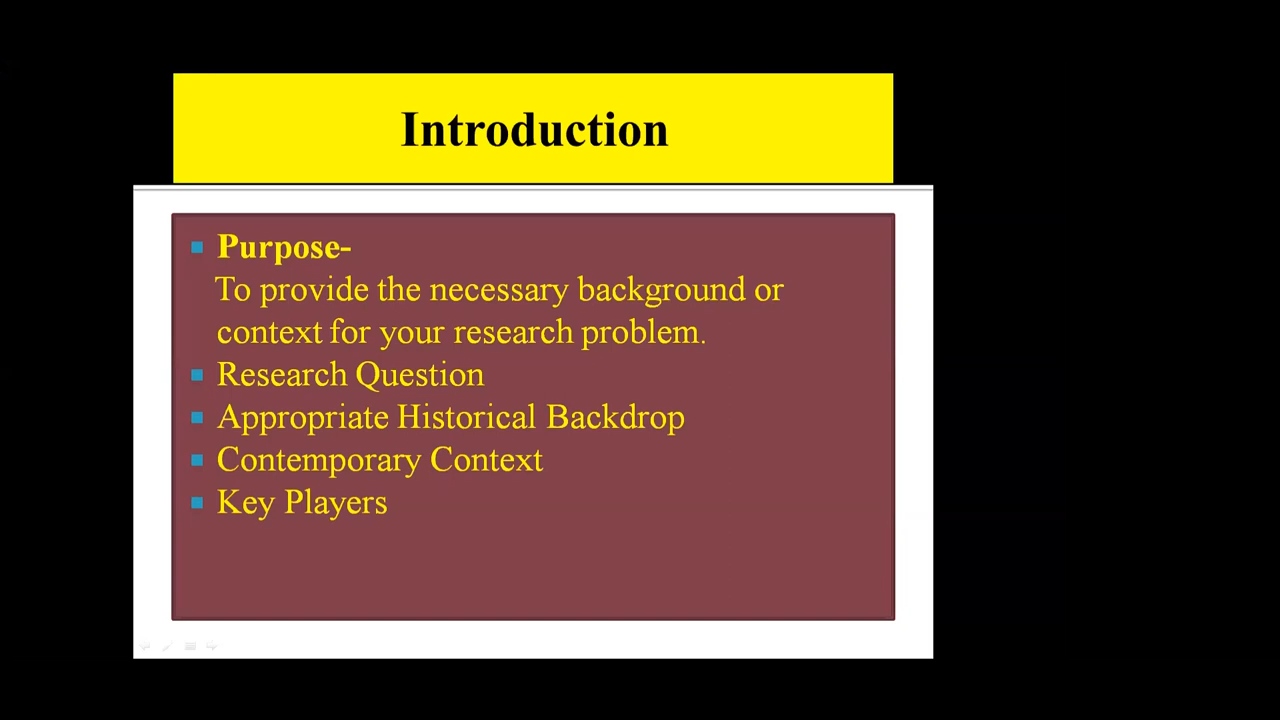 Introduction
Purpose-
To provide the necessary background or
context for your research problem.
Research Question
Appropriate Historical Backdrop
Contemporary Context
Key Players